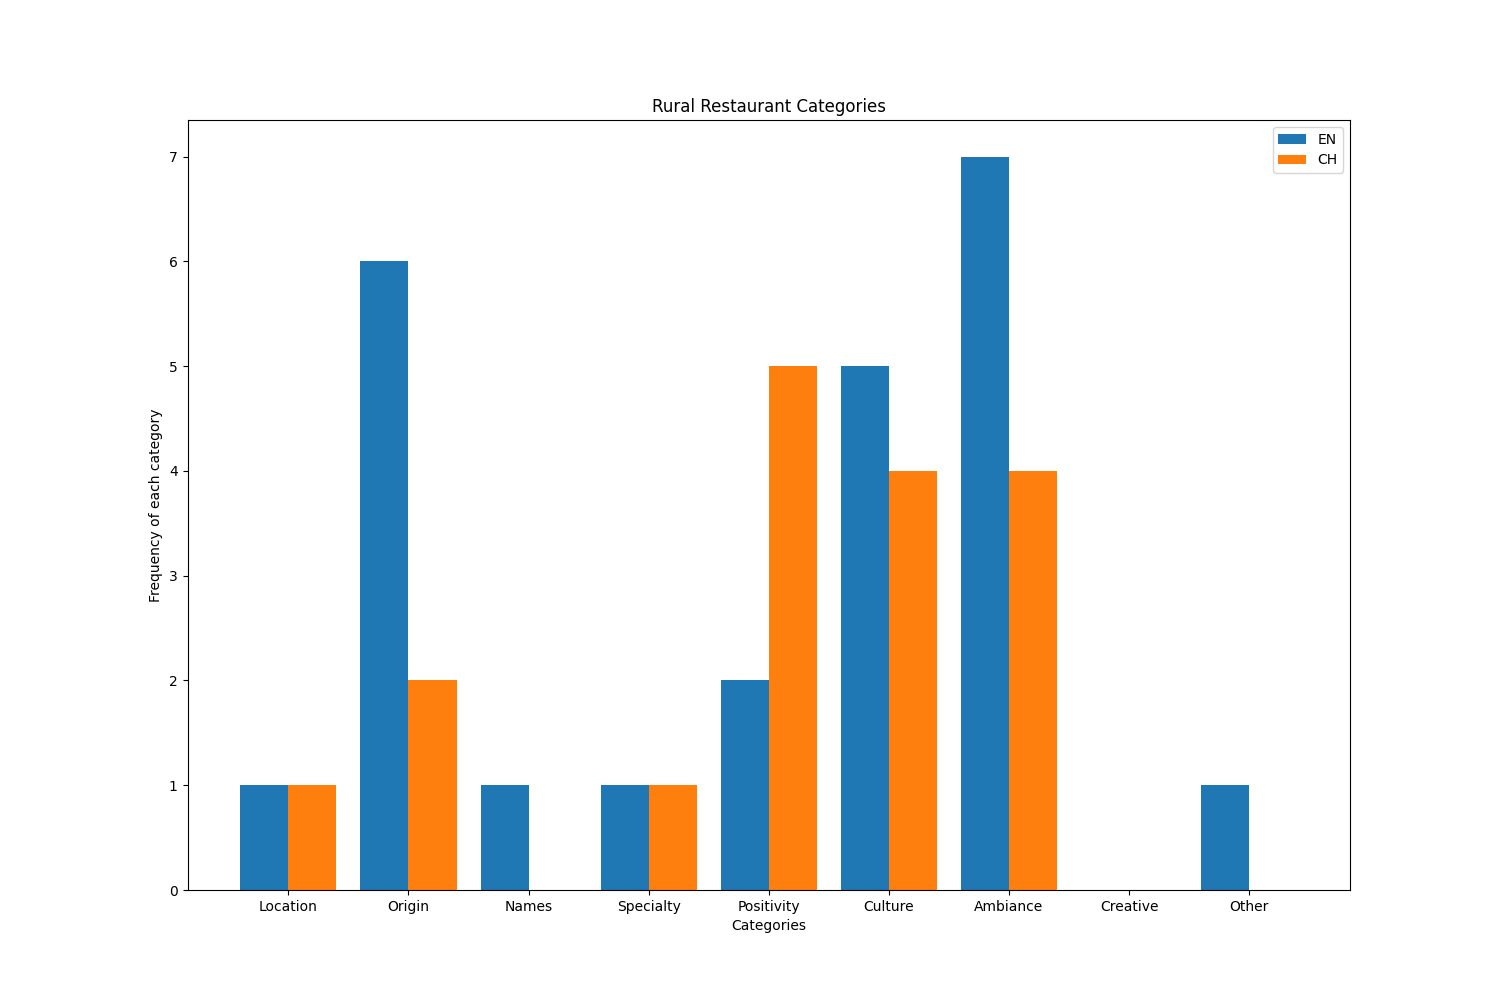 Rural Restaurant Categories
EN
CH
7
6
5
4
3
2
1
0
Frequency of each category
Location Origin Names Specialty Positivity Culture Ambiance Creative Other
Categories